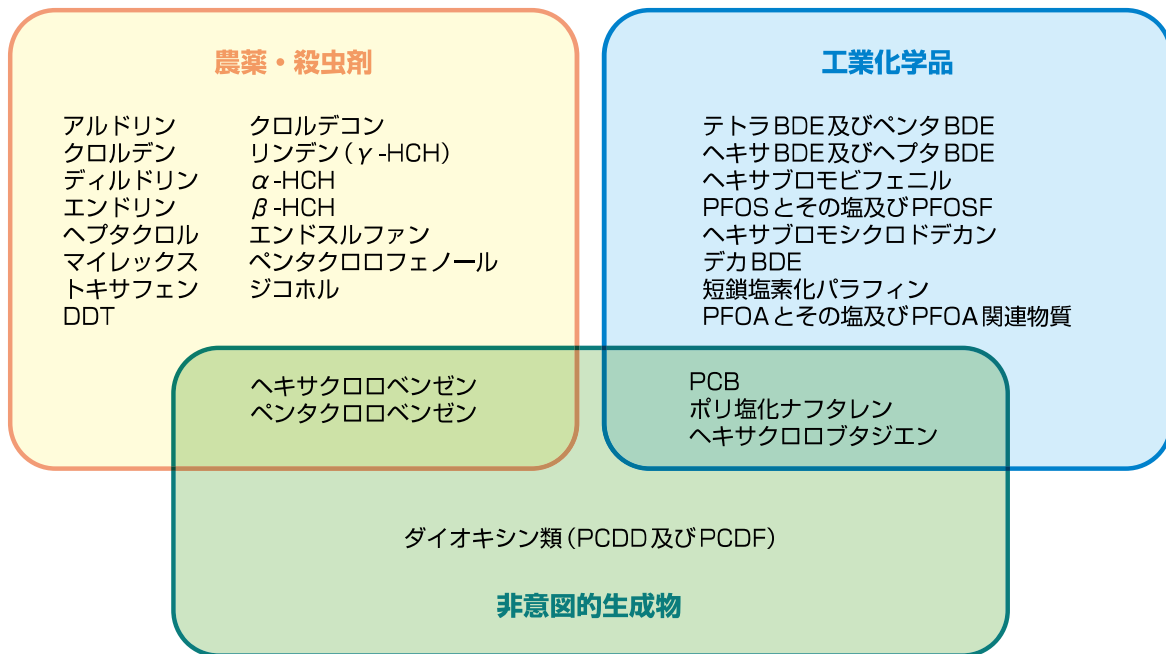 農薬・殺虫剤
アルドリン
クロルデン
ディルドリン
エンドリン
ヘプタクロル
マイレックス
トキサフェン
DDT
クロルデコン
リンデン(γ-HCH)
α-HCH
β-HCH
エンドスルファン
ペンタクロロフェノール
ジコホル
工業化学品
テトラBDE及びペンタBDE
ヘキサBDE及びヘプタBDE
ヘキサブロモビフェニル
PFOSとその塩及びPFOSF
ヘキサブロモシクロドデカン
デカBDE
短鎖塩素化パラフィン
PFOAとその塩及びPFOA関連物質
ヘキサクロロベンゼン
ペンタクロロベンゼン
PCB
ポリ塩化ナフタレン
ヘキサクロロブタジエン
ダイオキシン類(PCDD及びPCDF)
非意図的生成物